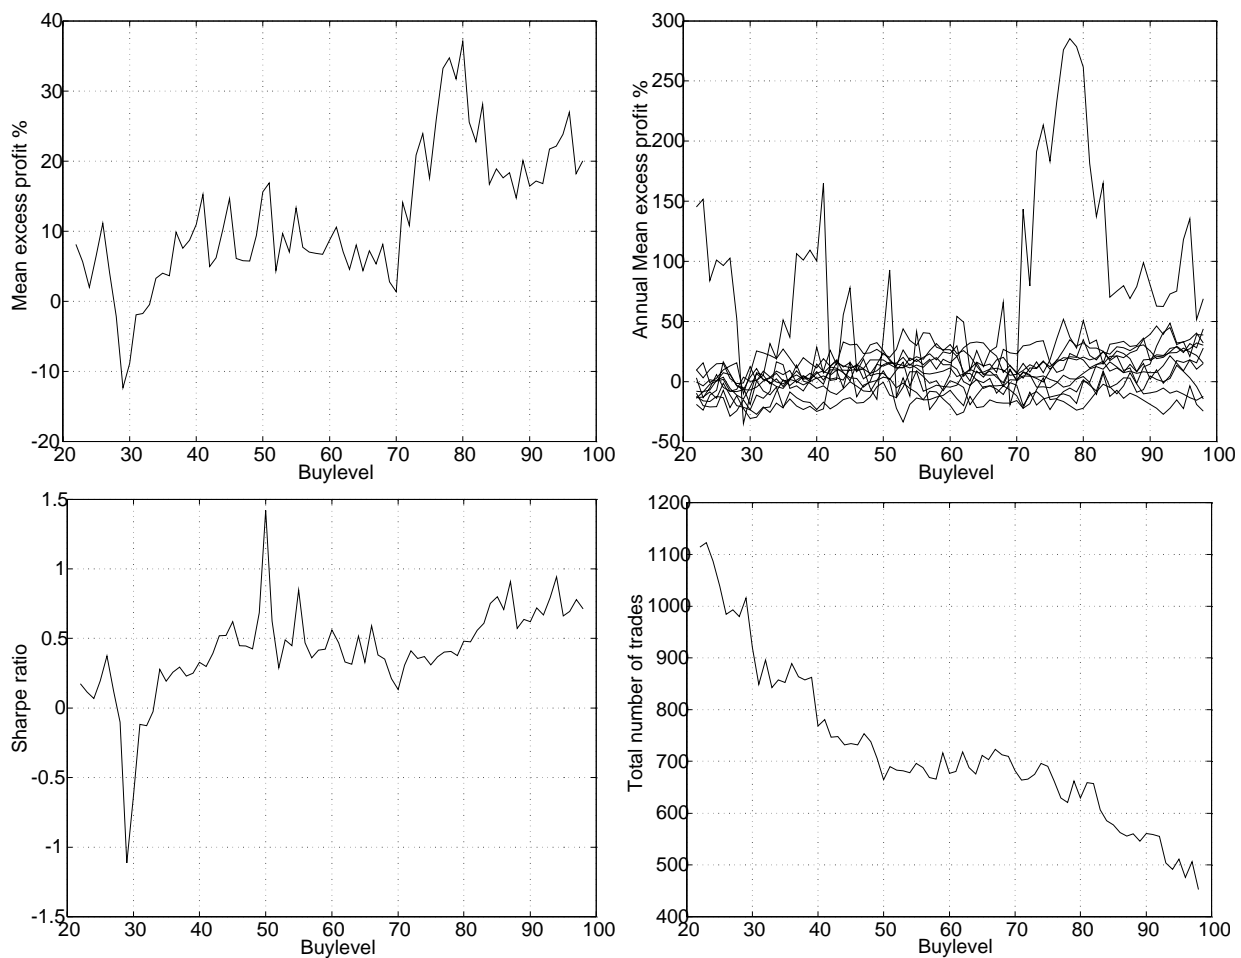 40
30
20
10
0
-10
-20
20 30 40 50 60 70 80 90 100
Buylevel
Mean excess profit %
300
250
200
150
100
50
0
-50
20 30 40 50 60 70 80 90 100
Buylevel
Annual Mean excess profit %
1.5
1
0.5
0
-0.5
-1
-1.5
20 30 40 50 60 70 80 90 100
Buylevel
Sharpe ratio
1200
1100
1000
900
800
700
600
500
400
20 30 40 50 60 70 80 90 100
Buylevel
Total number of trades